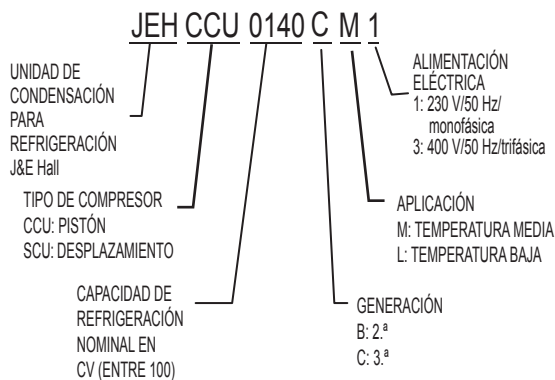 JEH CCU 0140 C M 1
UNIDAD DE
CONDENSACIÓN
PARA
REFRIGERACIÓN
J&E Hall
TIPO DE COMPRESOR
CCU: PISTÓN
SCU: DESPLAZAMIENTO
CAPACIDAD DE
REFRIGERACIÓN
NOMINAL EN
CV (ENTRE 100)
GENERACIÓN
B: 2.ª
C: 3.ª
APLICACIÓN
M: TEMPERATURA MEDIA
L: TEMPERATURA BAJA
ALIMENTACIÓN
ELÉCTRICA
1: 230 V/50 Hz/
monofásica
3: 400 V/50 Hz/trifásica